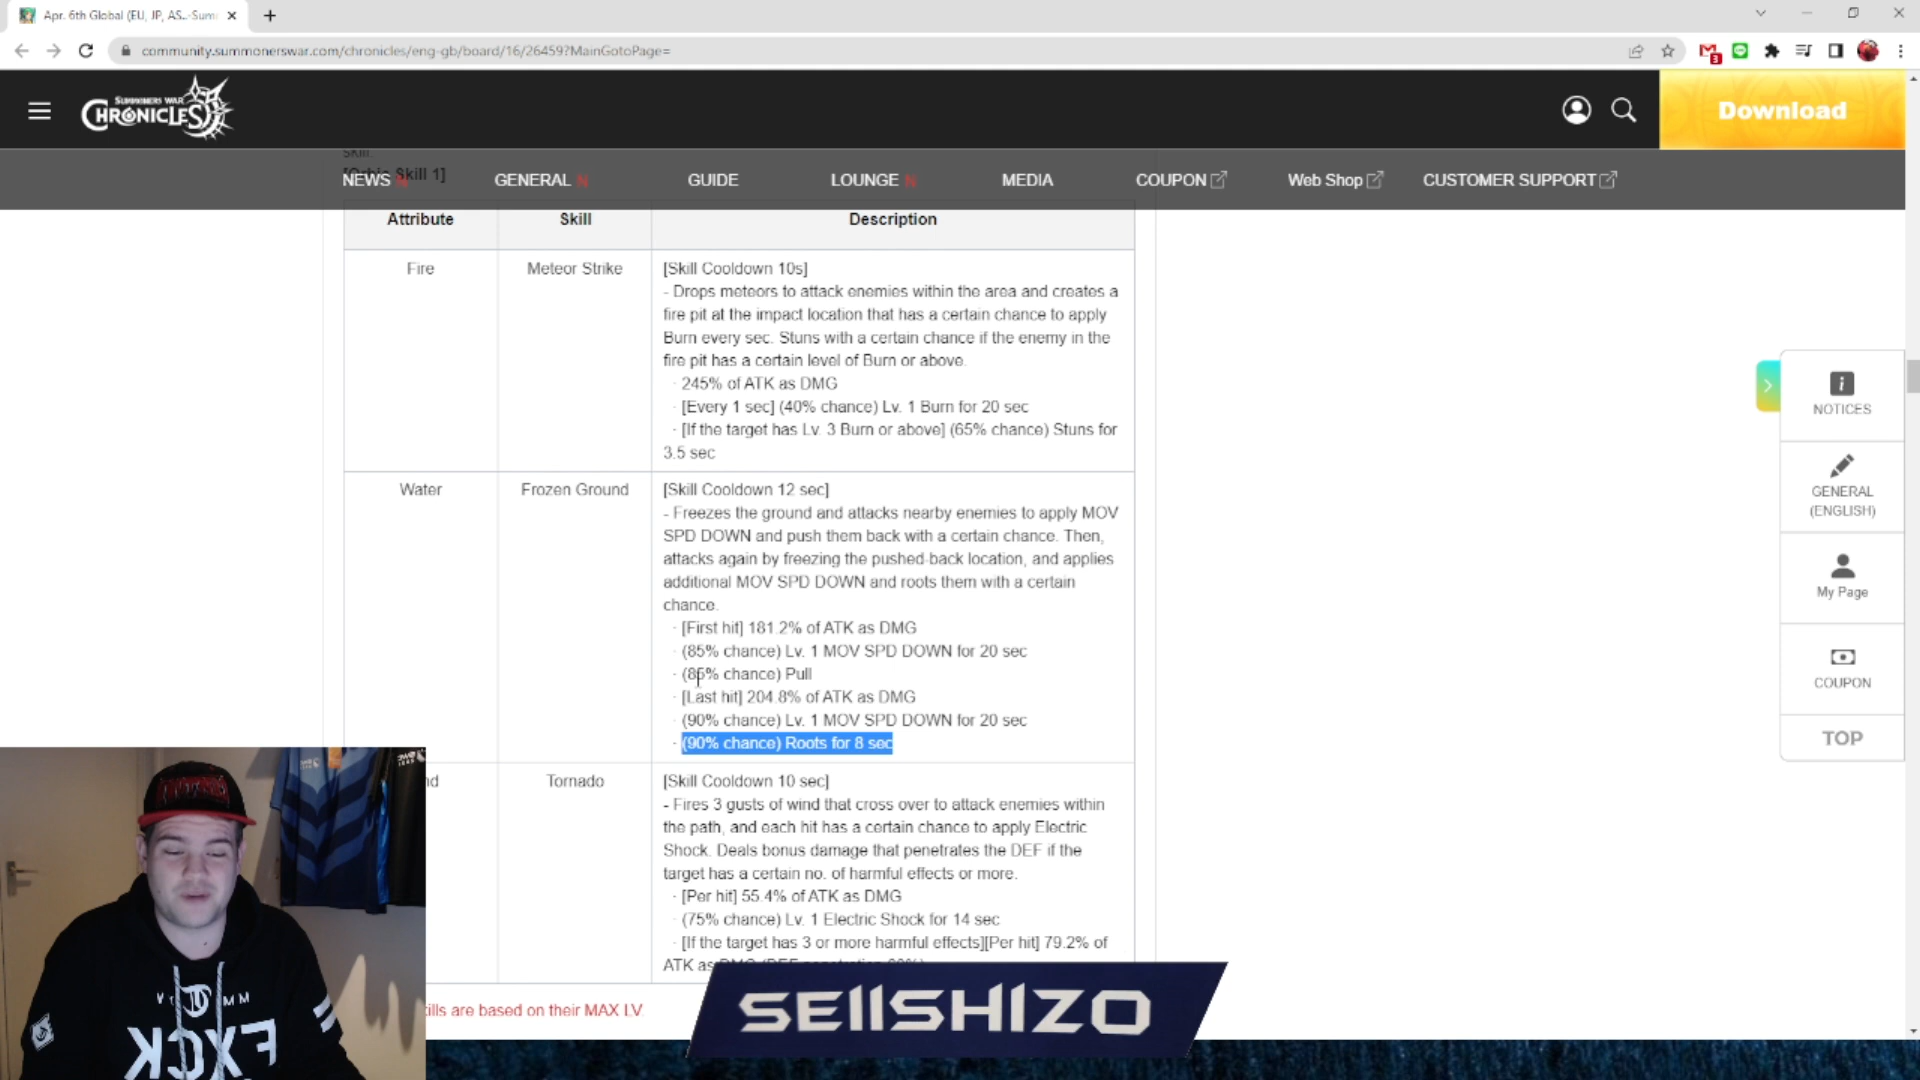 Apr. 6th Global (EU, JP, AS...-Sum
community.summonerswar.com/chronicles/eng-gb/board/16/26459?MainGotoPage=
3
SUMMONERS WAR
CHRONICLES
Download
Skill.
Skill 1]
NEWS N
GENERAL N
GUIDE
LOUNGE N
MEDIA
COUPON
Web Shop
CUSTOMER SUPPORT
Attribute
Skill
Description
Fire
Meteor Strike
[Skill Cooldown 10s]
- Drops meteors to attack enemies within the area and creates a
fire pit at the impact location that has a certain chance to apply
Burn every sec. Stuns with a certain chance if the enemy in the
fire pit has a certain level of Burn or above.
· 245% of ATK as DMG
· [Every 1 sec] (40% chance) Lv. 1 Burn for 20 sec
· [If the target has Lv. 3 Burn or above] (65% chance) Stuns for
3.5 sec
Water
Frozen Ground
[Skill Cooldown 12 sec]
- Freezes the ground and attacks nearby enemies to apply MOV
SPD DOWN and push them back with a certain chance. Then,
attacks again by freezing the pushed-back location, and applies
additional MOV SPD DOWN and roots them with a certain
chance.
· [First hit] 181.2% of ATK as DMG
· (85% chance) Lv. 1 MOV SPD DOWN for 20 sec
· (85% chance) Pull
· [Last hit] 204.8% of ATK as DMG
· (90% chance) Lv. 1 MOV SPD DOWN for 20 sec
· (90% chance) Roots for 8 sec
nd
Tornado
[Skill Cooldown 10 sec]
- Fires 3 gusts of wind that cross over to attack enemies within
the path, and each hit has a certain chance to apply Electric
Shock. Deals bonus damage that penetrates the DEF if the
target has a certain no. of harmful effects or more.
· [Per hit] 55.4% of ATK as DMG
· (75% chance) Lv. 1 Electric Shock for 14 sec
· [If the target has 3 or more harmful effects][Per hit] 79.2% of
ATK as DMG
ills are based on their MAX LV.
NOTICES
GENERAL
(ENGLISH)
My Page
COUPON
TOP
SEIISHIZO